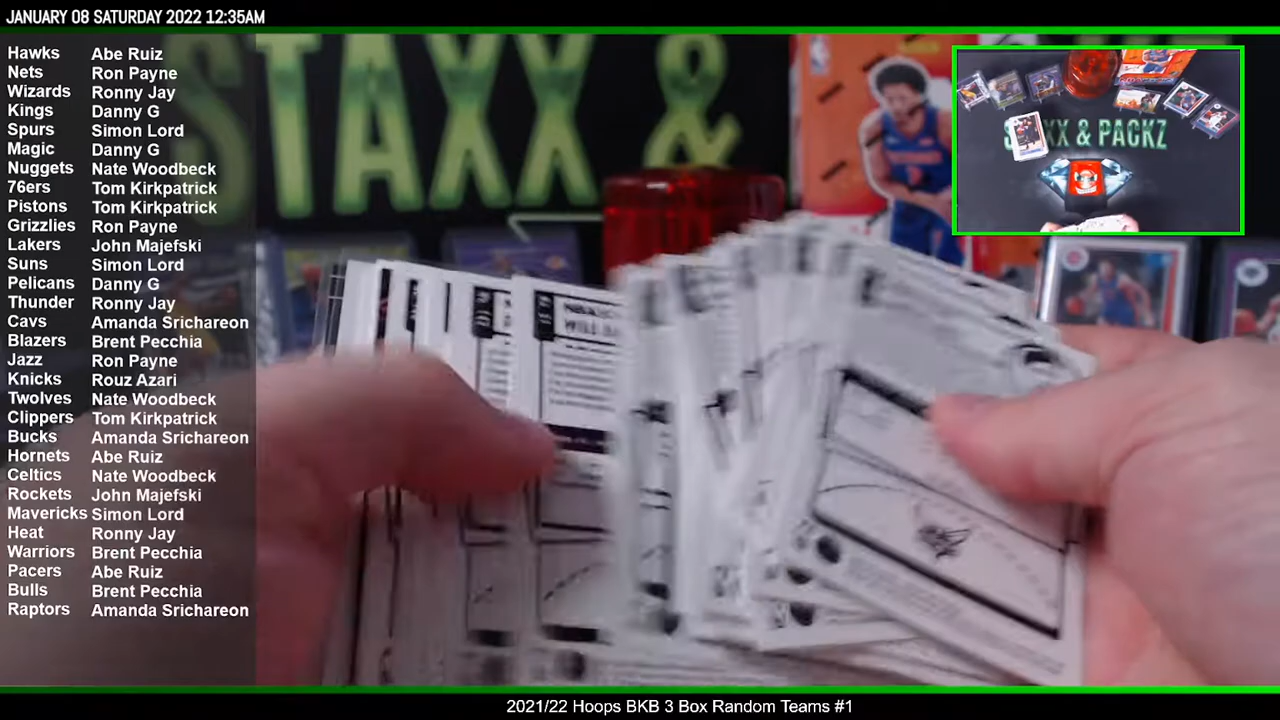 JANUARY 08 SATURDAY 2022 12:35AM
Hawks Abe Ruiz
Nets Ron Payne
Wizards Ronny Jay
Kings Danny G
Spurs Simon Lord
Magic Danny G
Nuggets Nate Woodbeck
76ers Tom Kirkpatrick
Pistons Tom Kirkpatrick
Grizzlies Ron Payne
Lakers John Majefski
Suns Simon Lord
Pelicans Danny G
Thunder Ronny Jay
Cavs Amanda Srichareon
Blazers Brent Pecchia
Jazz Ron Payne
Knicks Rouz Azari
Twolves Nate Woodbeck
Clippers Tom Kirkpatrick
Bucks Amanda Srichareon
Hornets Abe Ruiz
Celtics Nate Woodbeck
Rockets John Majefski
Mavericks Simon Lord
Heat Ronny Jay
Warriors Brent Pecchia
Pacers Abe Ruiz
Bulls Brent Pecchia
Raptors Amanda Srichareon
STAXX &
XX & PACKZ
2021/22 Hoops BKB 3 Box Random Teams #1